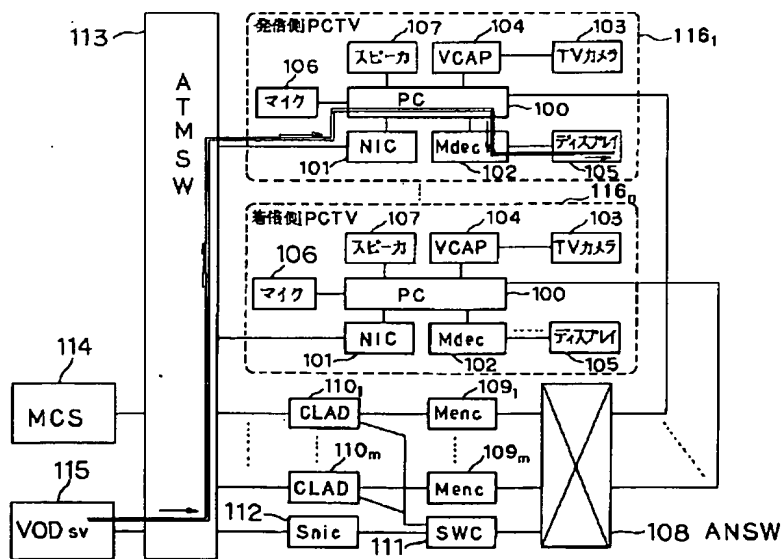 113
ATMSW
発信側PCTV
116₁
107
104
103
スピーカ
VCAP
TVカメラ
106
マイク
PC
100
NIC
Mdec
ディスプレイ
101
102
105
着信側PCTV
116n
107
104
103
スピーカ
VCAP
TVカメラ
106
マイク
PC
100
NIC
Mdec
ディスプレイ
101
102
105
114
MCS
110₁
109₁
CLAD
Menc
110m
109m
CLAD
Menc
115
VOD sv
112
Snic
SWC
111
108 ANSW